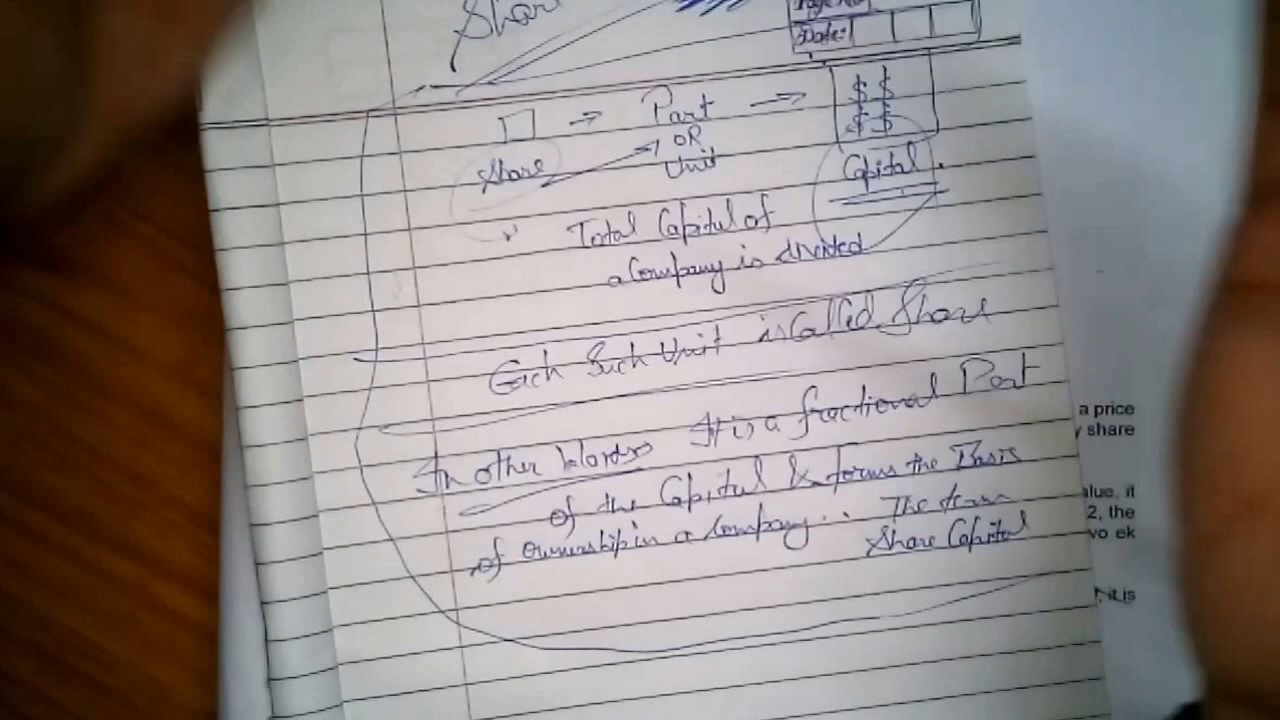 Share
Page No
Date:
□ → Part → $ $
$ $
Share OR Capital.
Unit
Total Capital of
a Company is divided
Each Such Unit is Called Share
In other Words It is a fractional Part
of the Capital & forms the Basis
of ownership in a Company. The term
Share Capital
a price
y share
alue, it
2, the
vo ek
it is